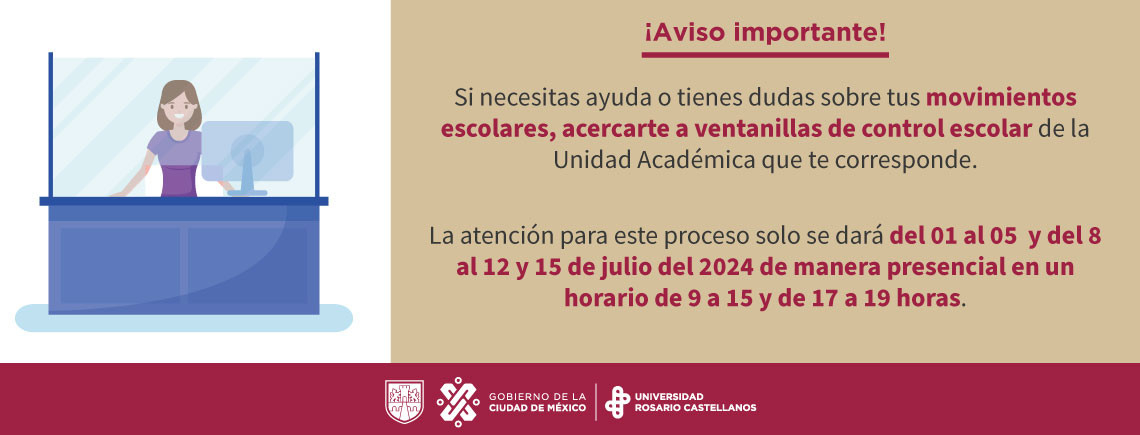 ¡Aviso importante!
Si necesitas ayuda o tienes dudas sobre tus movimientos
escolares, acercarte a ventanillas de control escolar de la
Unidad Académica que te corresponde.
La atención para este proceso solo se dará del 01 al 05 y del 8
al 12 y 15 de julio del 2024 de manera presencial en un
horario de 9 a 15 y de 17 a 19 horas.
GOBIERNO DE LA
CIUDAD DE MÉXICO
UNIVERSIDAD
ROSARIO CASTELLANOS